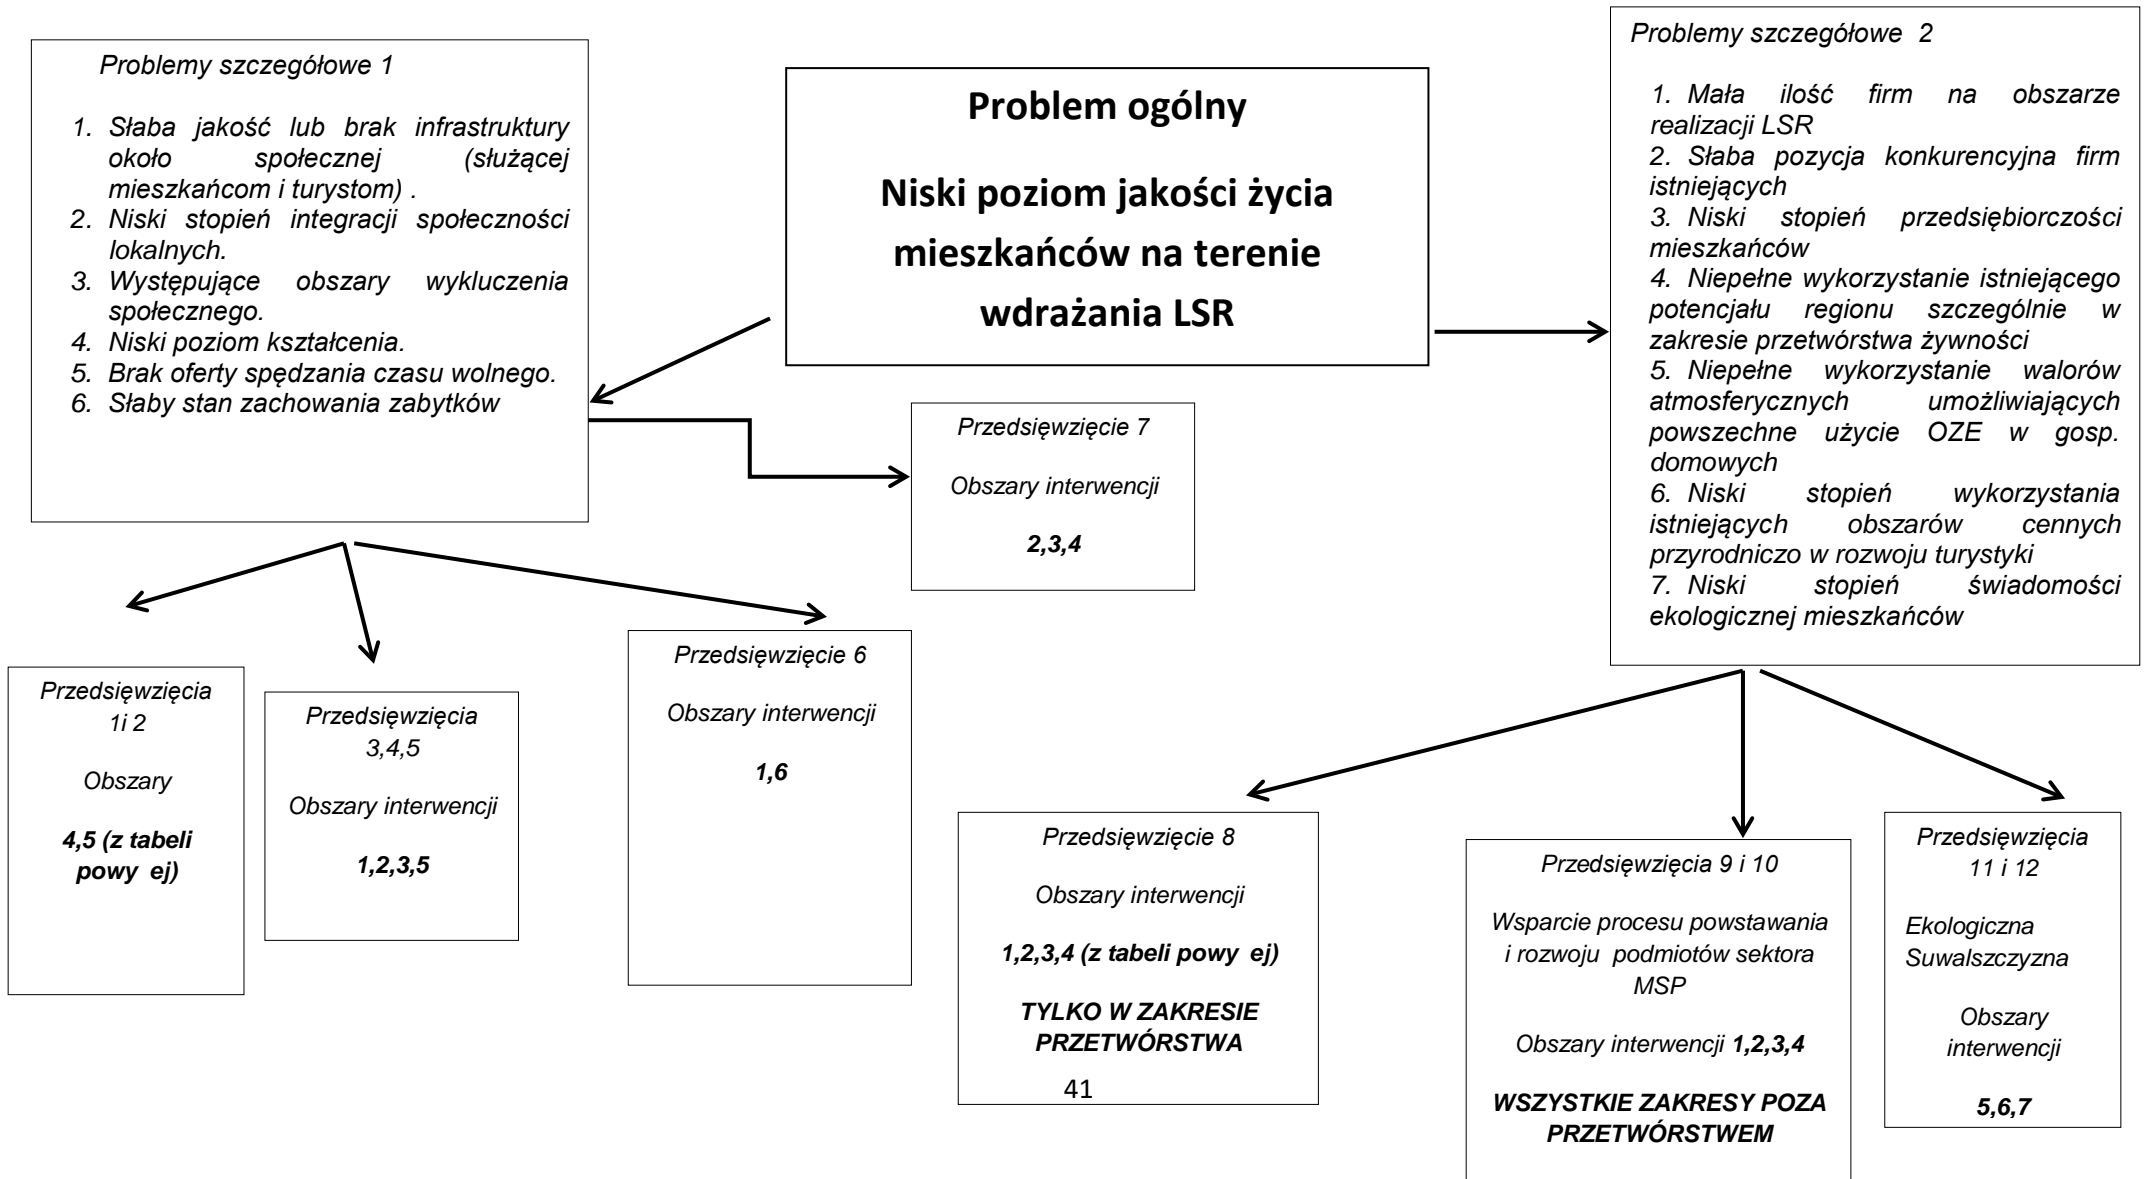 Problemy szczegółowe 1
1. Słaba jakość lub brak infrastruktury
około społecznej (służącej
mieszkańcom i turystom) .
2. Niski stopień integracji społeczności
lokalnych.
3. Występujące obszary wykluczenia
społecznego.
4. Niski poziom kształcenia.
5. Brak oferty spędzania czasu wolnego.
6. Słaby stan zachowania zabytków
Problem ogólny
Niski poziom jakości życia
mieszkańców na terenie
wdrażania LSR
Problemy szczegółowe 2
1. Mała ilość firm na obszarze
realizacji LSR
2. Słaba pozycja konkurencyjna firm
istniejących
3. Niski stopień przedsiębiorczości
mieszkańców
4. Niepełne wykorzystanie istniejącego
potencjału regionu szczególnie w
zakresie przetwórstwa żywności
5. Niepełne wykorzystanie walorów
atmosferycznych umożliwiających
powszechne użycie OZE w gosp.
domowych
6. Niski stopień wykorzystania
istniejących obszarów cennych
przyrodniczo w rozwoju turystyki
7. Niski stopień świadomości
ekologicznej mieszkańców
Przedsięwzięcie 7
Obszary interwencji
2,3,4
Przedsięwzięcia
1i 2
Obszary
4,5 (z tabeli
powy ej)
Przedsięwzięcia
3,4,5
Obszary interwencji
1,2,3,5
Przedsięwzięcie 6
Obszary interwencji
1,6
Przedsięwzięcie 8
Obszary interwencji
1,2,3,4 (z tabeli powy ej)
TYLKO W ZAKRESIE
PRZETWÓRSTWA
41
Przedsięwzięcia 9 i 10
Wsparcie procesu powstawania
i rozwoju podmiotów sektora
MSP
Obszary interwencji 1,2,3,4
WSZYSTKIE ZAKRESY POZA
PRZETWÓRSTWEM
Przedsięwzięcia
11 i 12
Ekologiczna
Suwalszczyzna
Obszary
interwencji
5,6,7